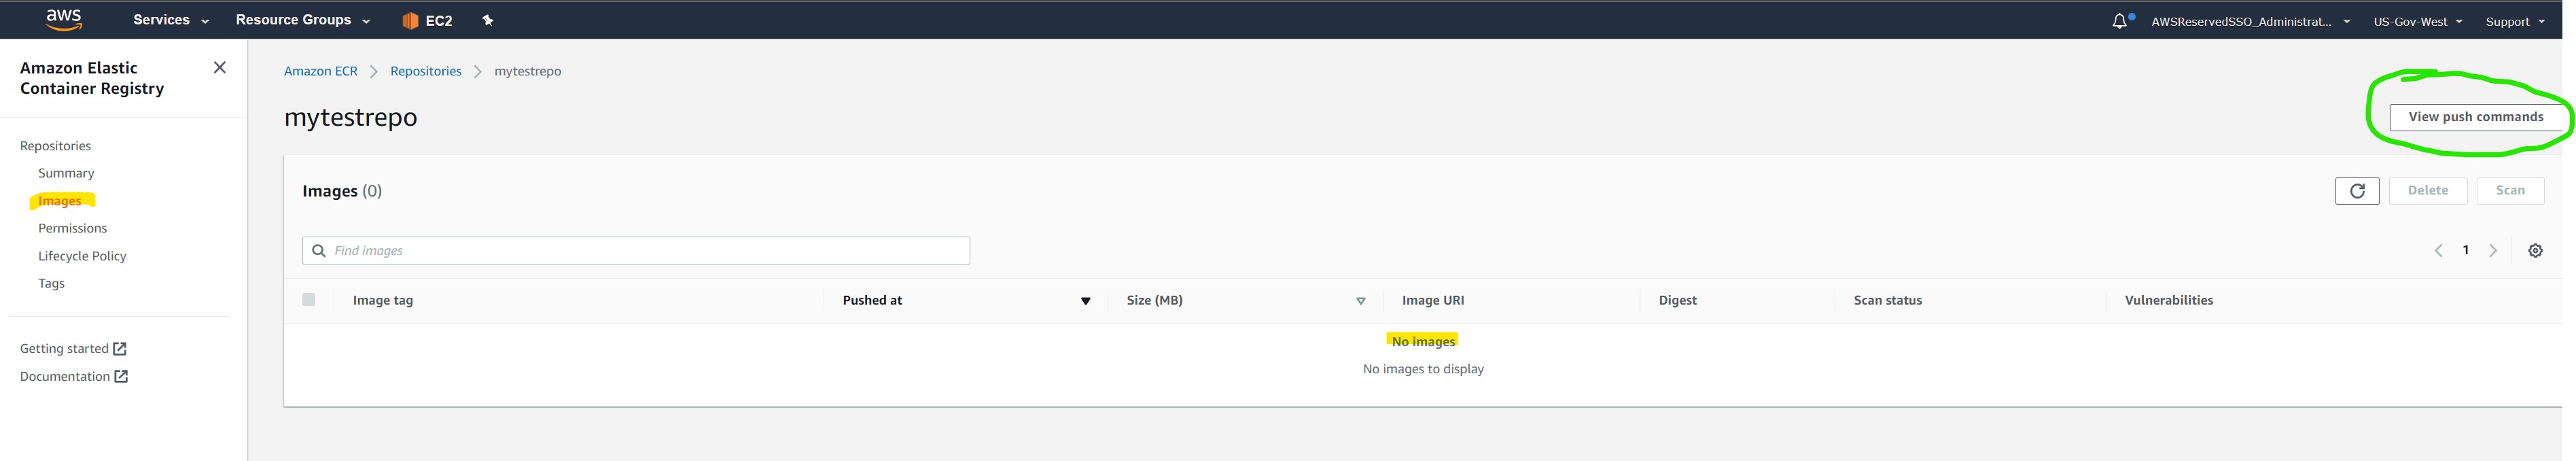 aws Services Resource Groups EC2 AWSReservedSSO_Administrat... US-Gov-West Support
Amazon Elastic
Container Registry
Repositories
Summary
Images
Permissions
Lifecycle Policy
Tags
Getting started
Documentation
Amazon ECR Repositories mytestrepo
mytestrepo
View push commands
Images (0)
Delete Scan
Find images
1
Image tag Pushed at Size (MB) Image URI Digest Scan status Vulnerabilities
No images
No images to display